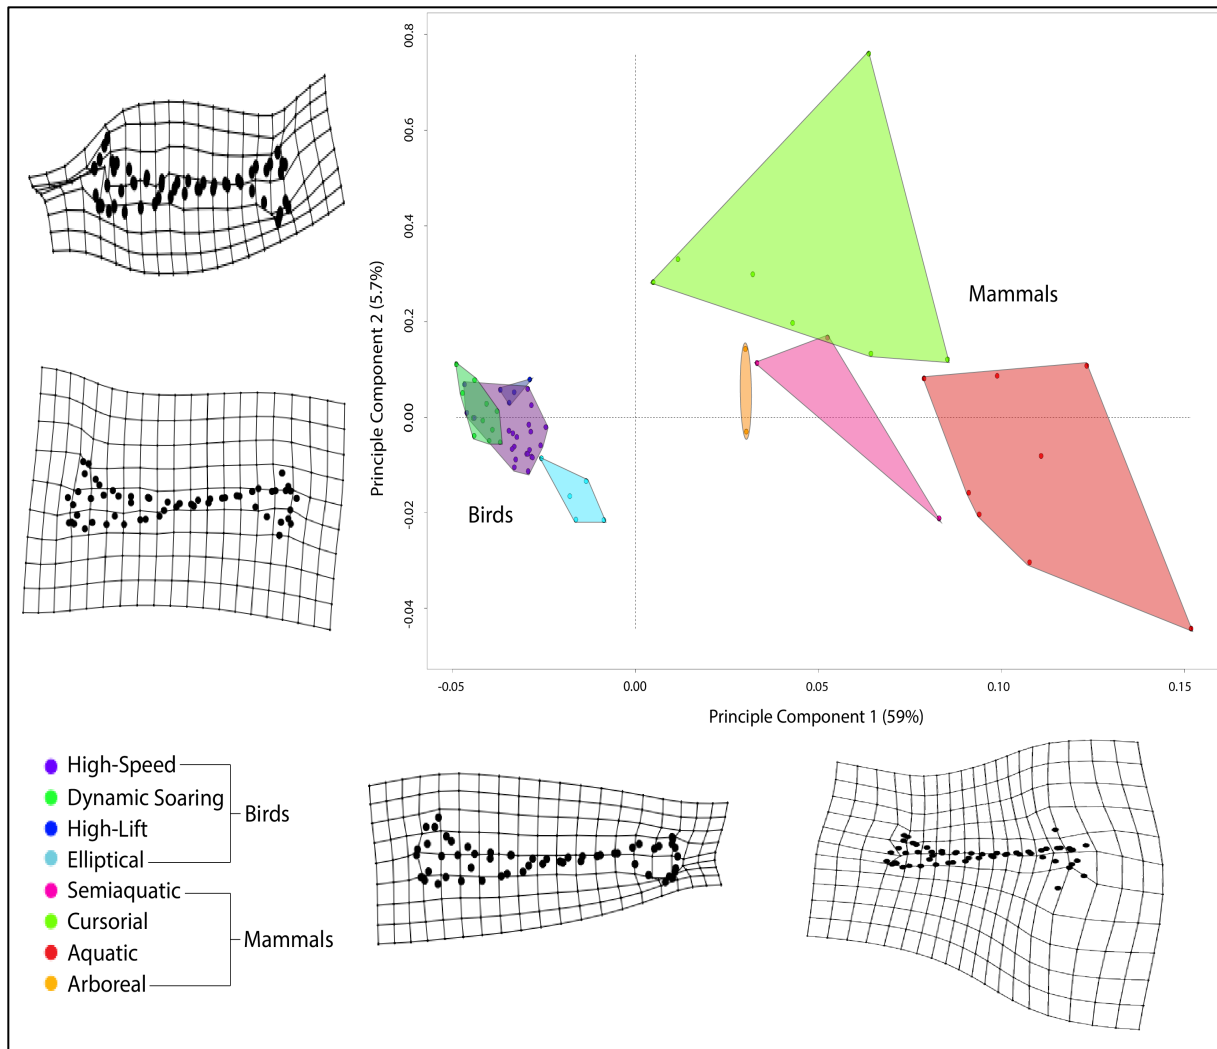 00.8
00.6
00.4
00.2
0.00
-0.02
-0.04
Principle Component 2 (5.7%)
Mammals
Birds
-0.05 0.00 0.05 0.10 0.15
Principle Component 1 (59%)
High-Speed
Dynamic Soaring
High-Lift
Elliptical
Birds
Semiaquatic
Cursorial
Aquatic
Arboreal
Mammals